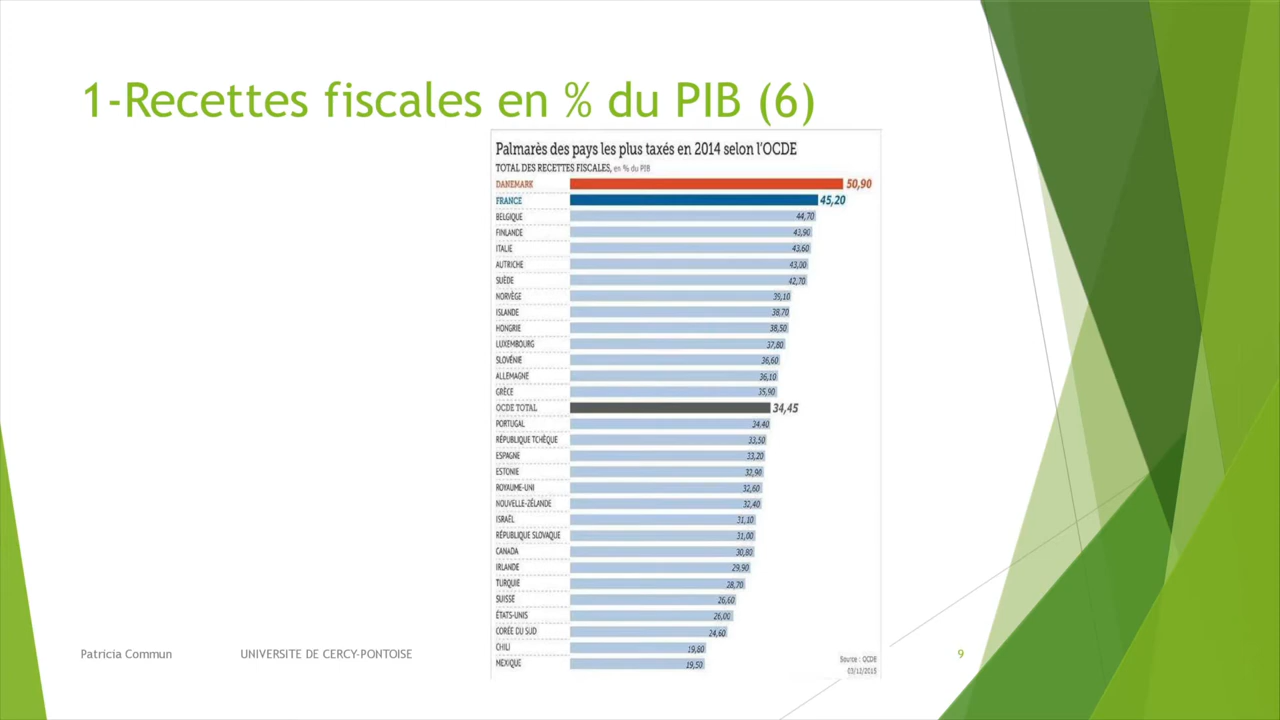 1-Recettes fiscales en % du PIB (6)
Palmarès des pays les plus taxés en 2014 selon l'OCDE
TOTAL DES RECETTES FISCALES, en % du PIB
DANEMARK 50,90
FRANCE 45,20
BELGIQUE 44,70
FINLANDE 43,90
ITALIE 43,60
AUTRICHE 43,00
SUÈDE 42,70
NORVÈGE 39,10
ISLANDE 38,70
HONGRIE 38,50
LUXEMBOURG 37,80
SLOVÉNIE 36,60
ALLEMAGNE 36,10
GRÈCE 35,90
OCDE TOTAL 34,45
PORTUGAL 34,40
RÉPUBLIQUE TCHÈQUE 33,50
ESPAGNE 33,20
ESTONIE 32,90
ROYAUME-UNI 32,60
NOUVELLE-ZÉLANDE 32,40
ISRAËL 31,10
RÉPUBLIQUE SLOVAQUE 31,00
CANADA 30,80
IRLANDE 29,90
TURQUIE 28,70
SUISSE 26,60
ÉTATS-UNIS 26,00
CORÉE DU SUD 24,60
CHILI 19,80
MEXIQUE 19,50
Source : OCDE
03/12/2015
Patricia Commun UNIVERSITE DE CERCY-PONTOISE 9